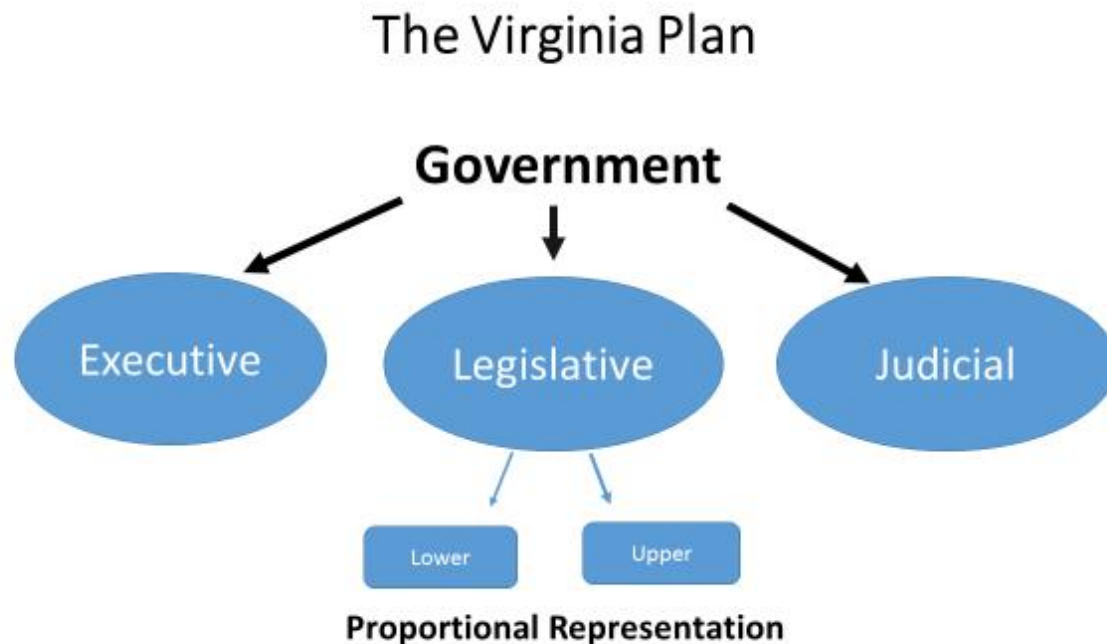 The Virginia Plan
Government
Executive
Legislative
Judicial
Lower
Upper
Proportional Representation